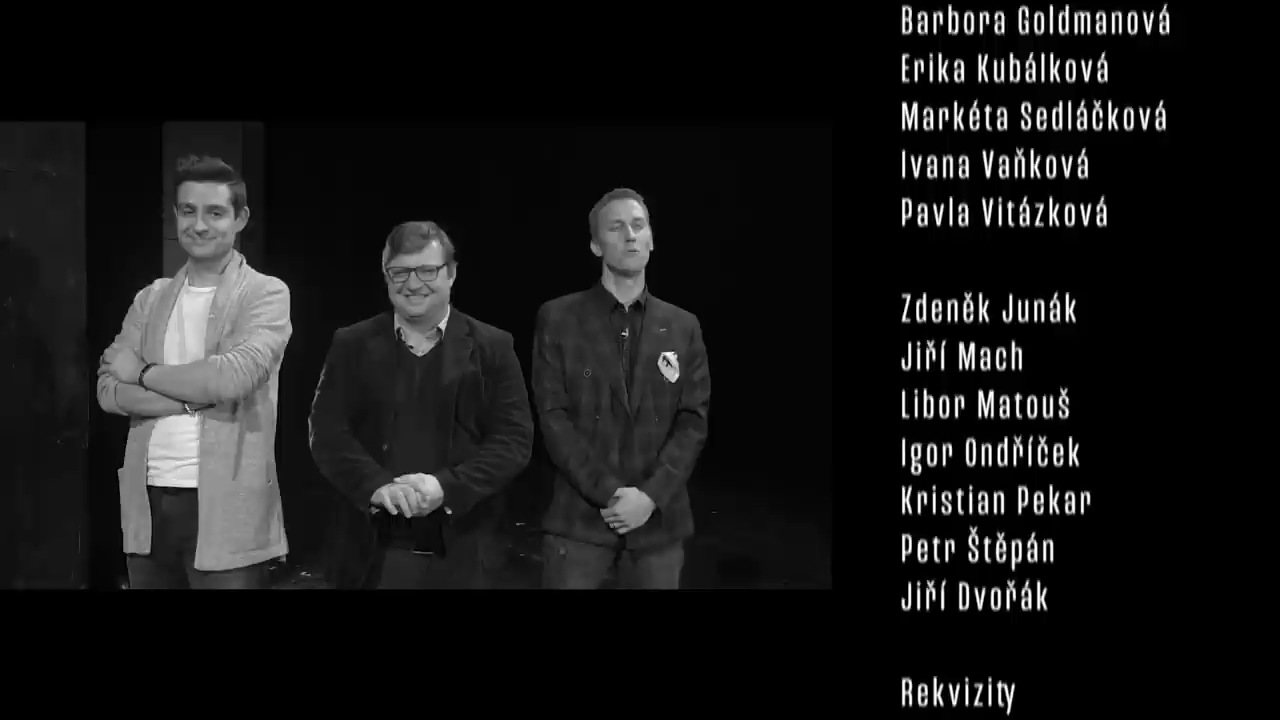 Barbora Goldmanová
Erika Kubálková
Markéta Sedláčková
Ivana Vaňková
Pavla Vitázková
Zdeněk Junák
Jiří Mach
Libor Matouš
Igor Ondříček
Kristian Pekar
Petr Štěpán
Jiří Dvořák
Rekvizity